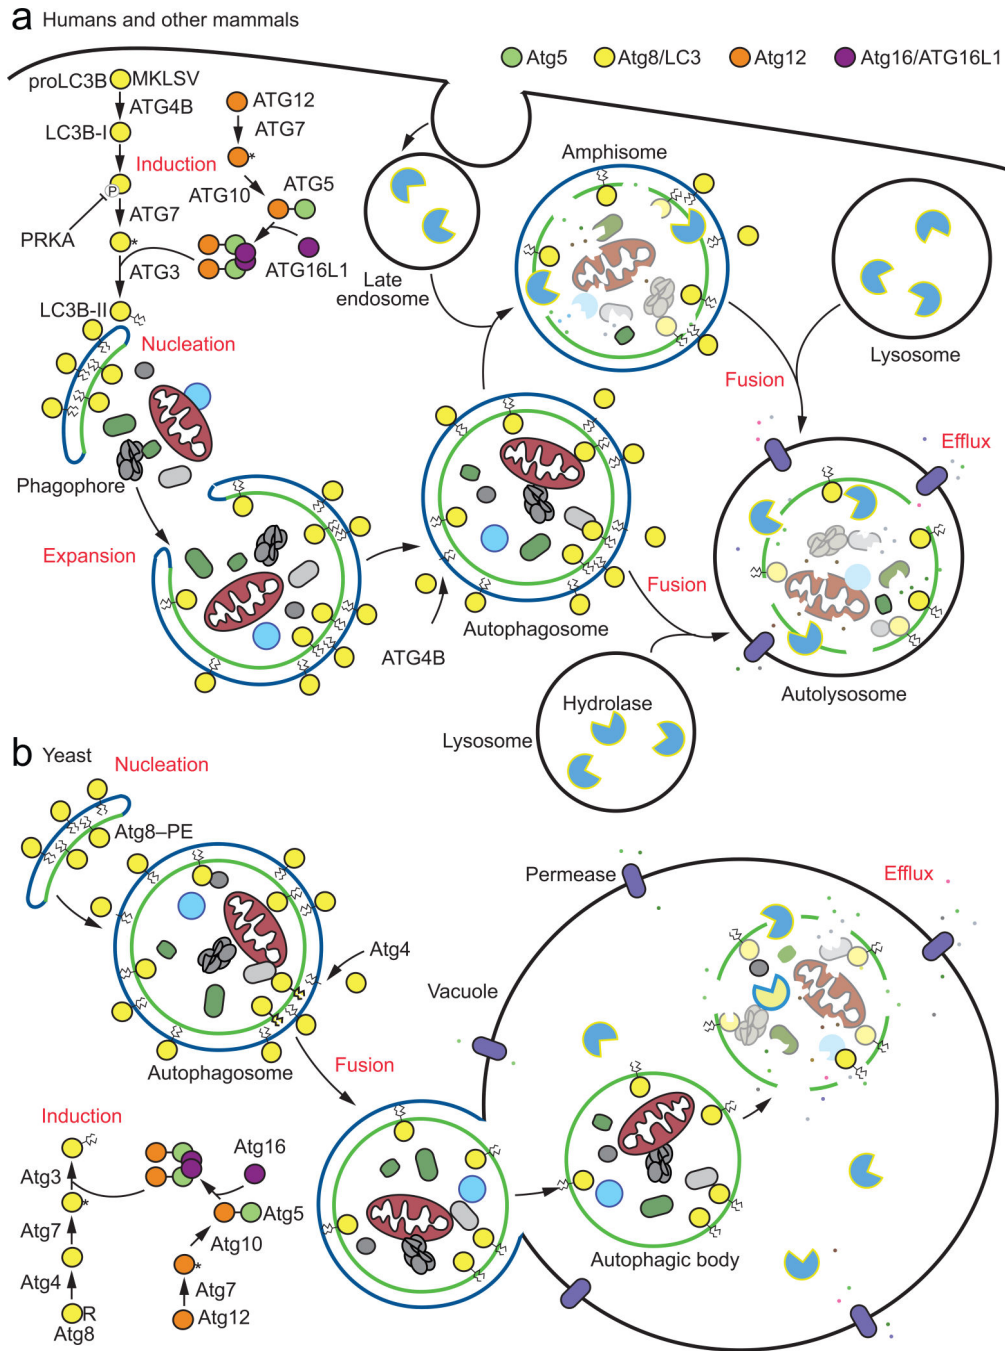 a Humans and other mammals
Atg5
Atg8/LC3
Atg12
Atg16/ATG16L1
proLC3B
MKLSV
ATG4B
ATG12
LC3B-I
ATG7
Induction
*
P
ATG10
ATG5
ATG7
PRKA
*
ATG3
ATG16L1
LC3B-II
Late
endosome
Amphisome
Lysosome
Nucleation
Fusion
Phagophore
Efflux
Expansion
Fusion
ATG4B
Autophagosome
Autolysosome
Hydrolase
Lysosome
b Yeast
Nucleation
Atg8–PE
Permease
Efflux
Atg4
Vacuole
Autophagosome
Fusion
Induction
Atg3
Atg16
*
Atg5
Atg7
Atg10
*
Atg4
Atg7
R
Atg12
Atg8
Autophagic body